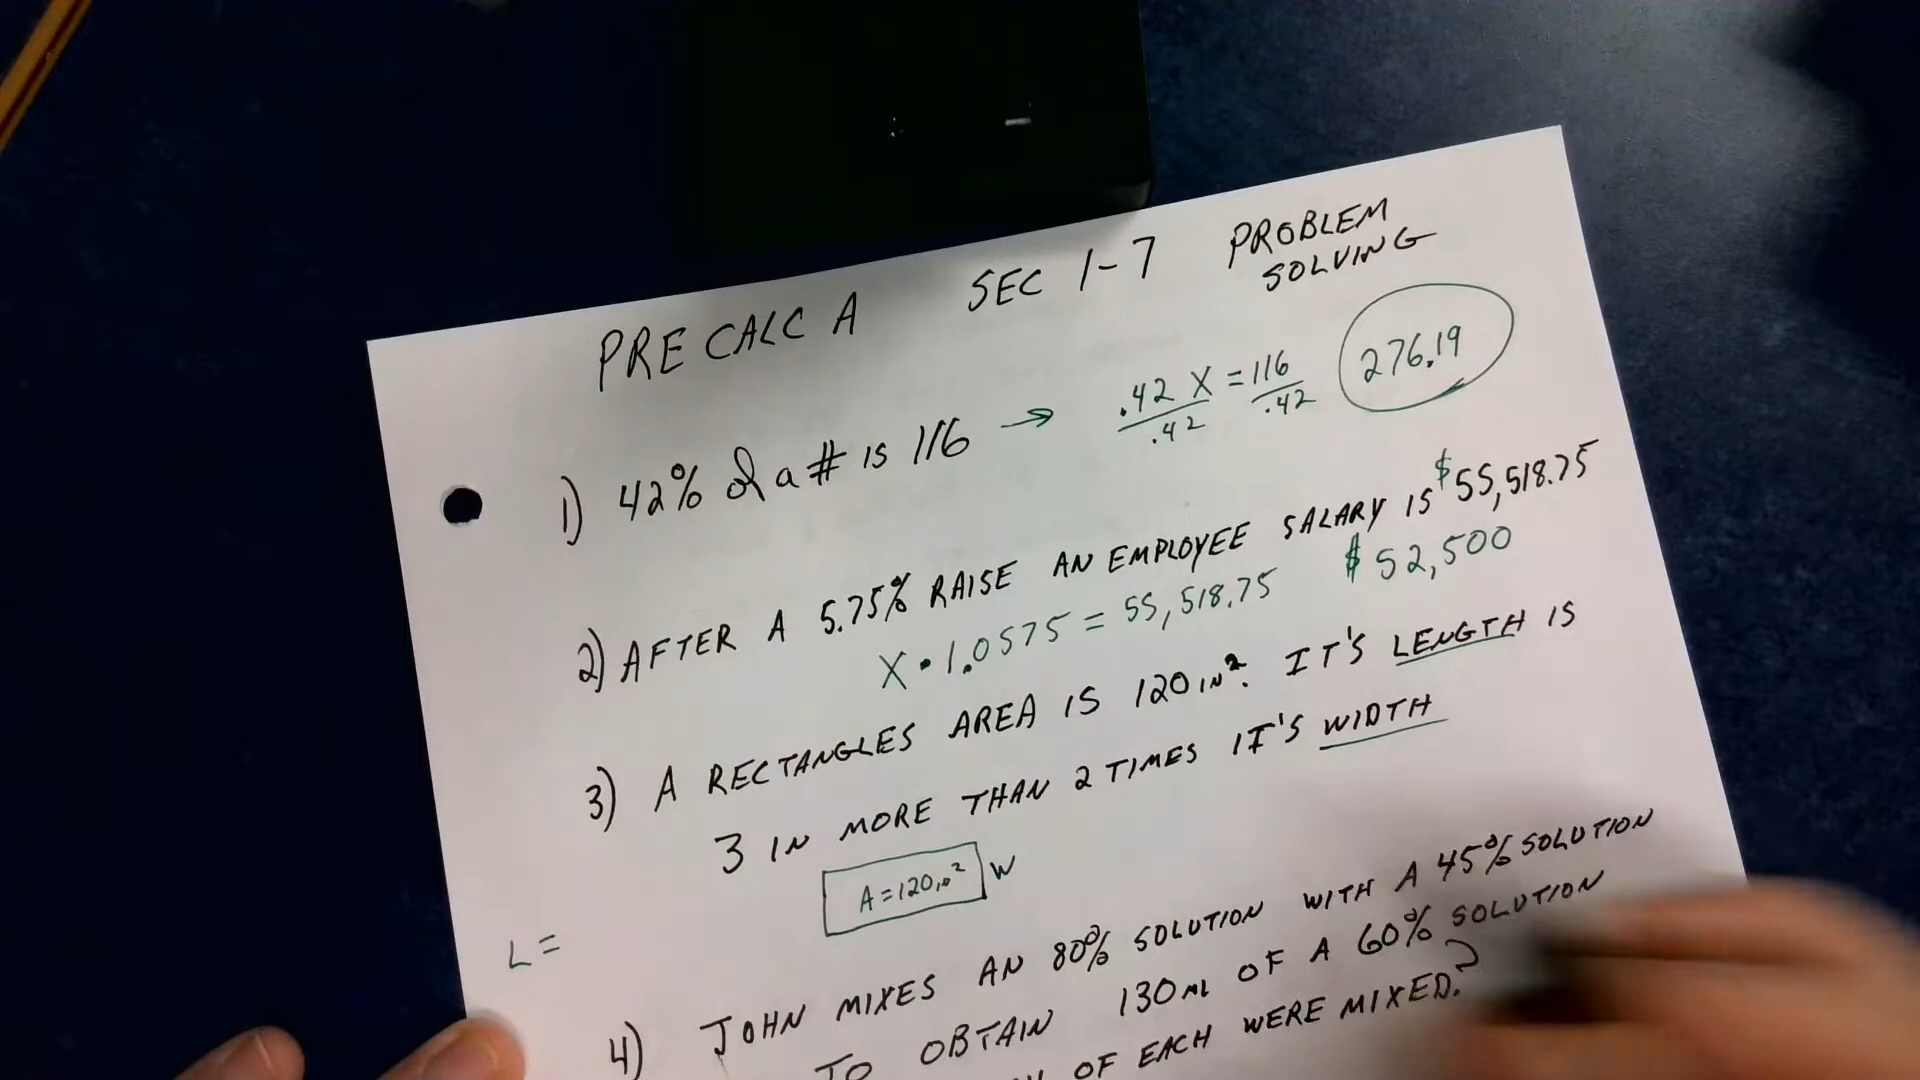 PRE CALC A SEC 1-7 PROBLEM
SOLVING
1) 42% of a # is 116 → .42 X = 116 276.19
.42 .42
2) AFTER A 5.75% RAISE AN EMPLOYEE SALARY IS $55,518.75
X • 1.0575 = 55,518.75 $52,500
3) A RECTANGLES AREA IS 120 IN². IT'S LENGTH IS
3 IN MORE THAN 2 TIMES IT'S WIDTH
A = 120 in² W
L =
4) JOHN MIXES AN 80% SOLUTION WITH A 45% SOLUTION
TO OBTAIN 130 ML OF A 60% SOLUTION
OF EACH WERE MIXED?